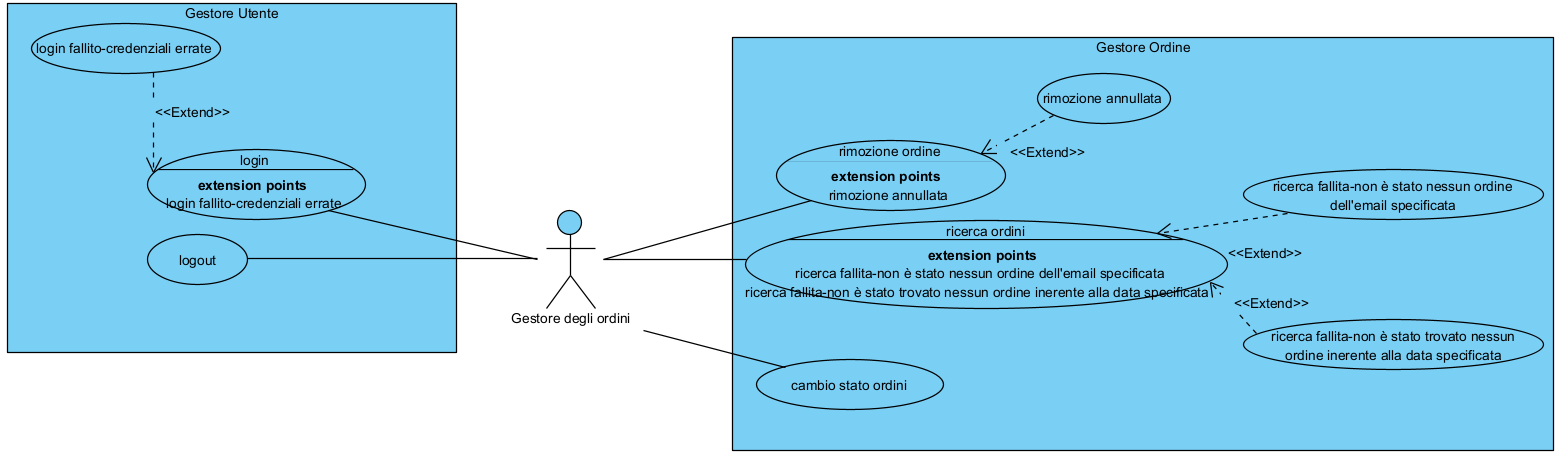 Gestore Utente
login fallito-credenziali errate
<<Extend>>
login
extension points
login fallito-credenziali errate
logout
Gestore degli ordini
Gestore Ordine
rimozione annullata
<<Extend>>
rimozione ordine
extension points
rimozione annullata
ricerca fallita-non è stato nessun ordine
dell'email specificata
<<Extend>>
ricerca ordini
extension points
ricerca fallita-non è stato nessun ordine dell'email specificata
ricerca fallita-non è stato trovato nessun ordine inerente alla data specificata
<<Extend>>
ricerca fallita-non è stato trovato nessun
ordine inerente alla data specificata
cambio stato ordini